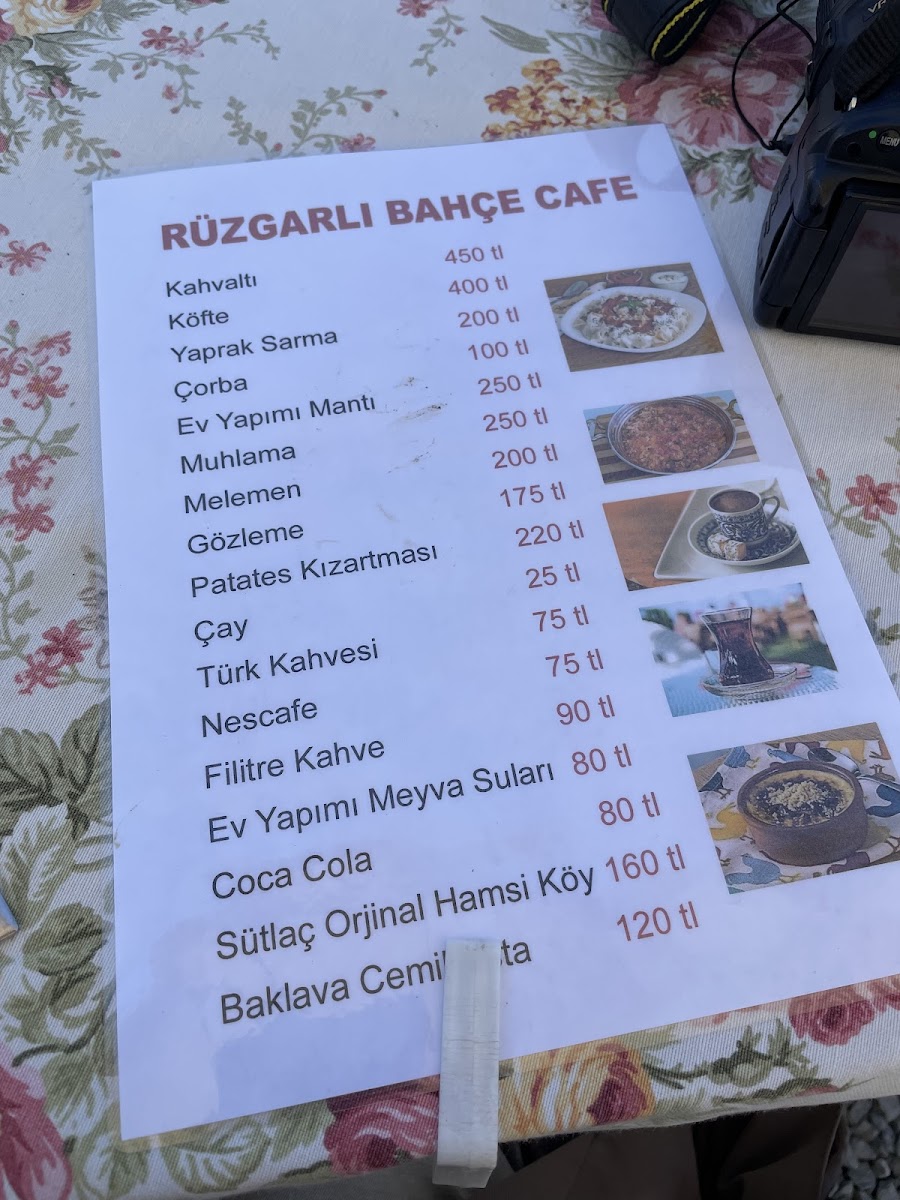 RÜZGARLI BAHÇE CAFE
Kahvaltı 450 tl
Köfte 400 tl
Yaprak Sarma 200 tl
Çorba 100 tl
Ev Yapımı Mantı 250 tl
Muhlama 250 tl
Melemen 200 tl
Gözleme 175 tl
Patates Kızartması 220 tl
Çay 25 tl
Türk Kahvesi 75 tl
Nescafe 75 tl
Filitre Kahve 90 tl
Ev Yapımı Meyva Suları 80 tl
Coca Cola 80 tl
Sütlaç Orjinal Hamsi Köy 160 tl
Baklava 120 tl
MENU